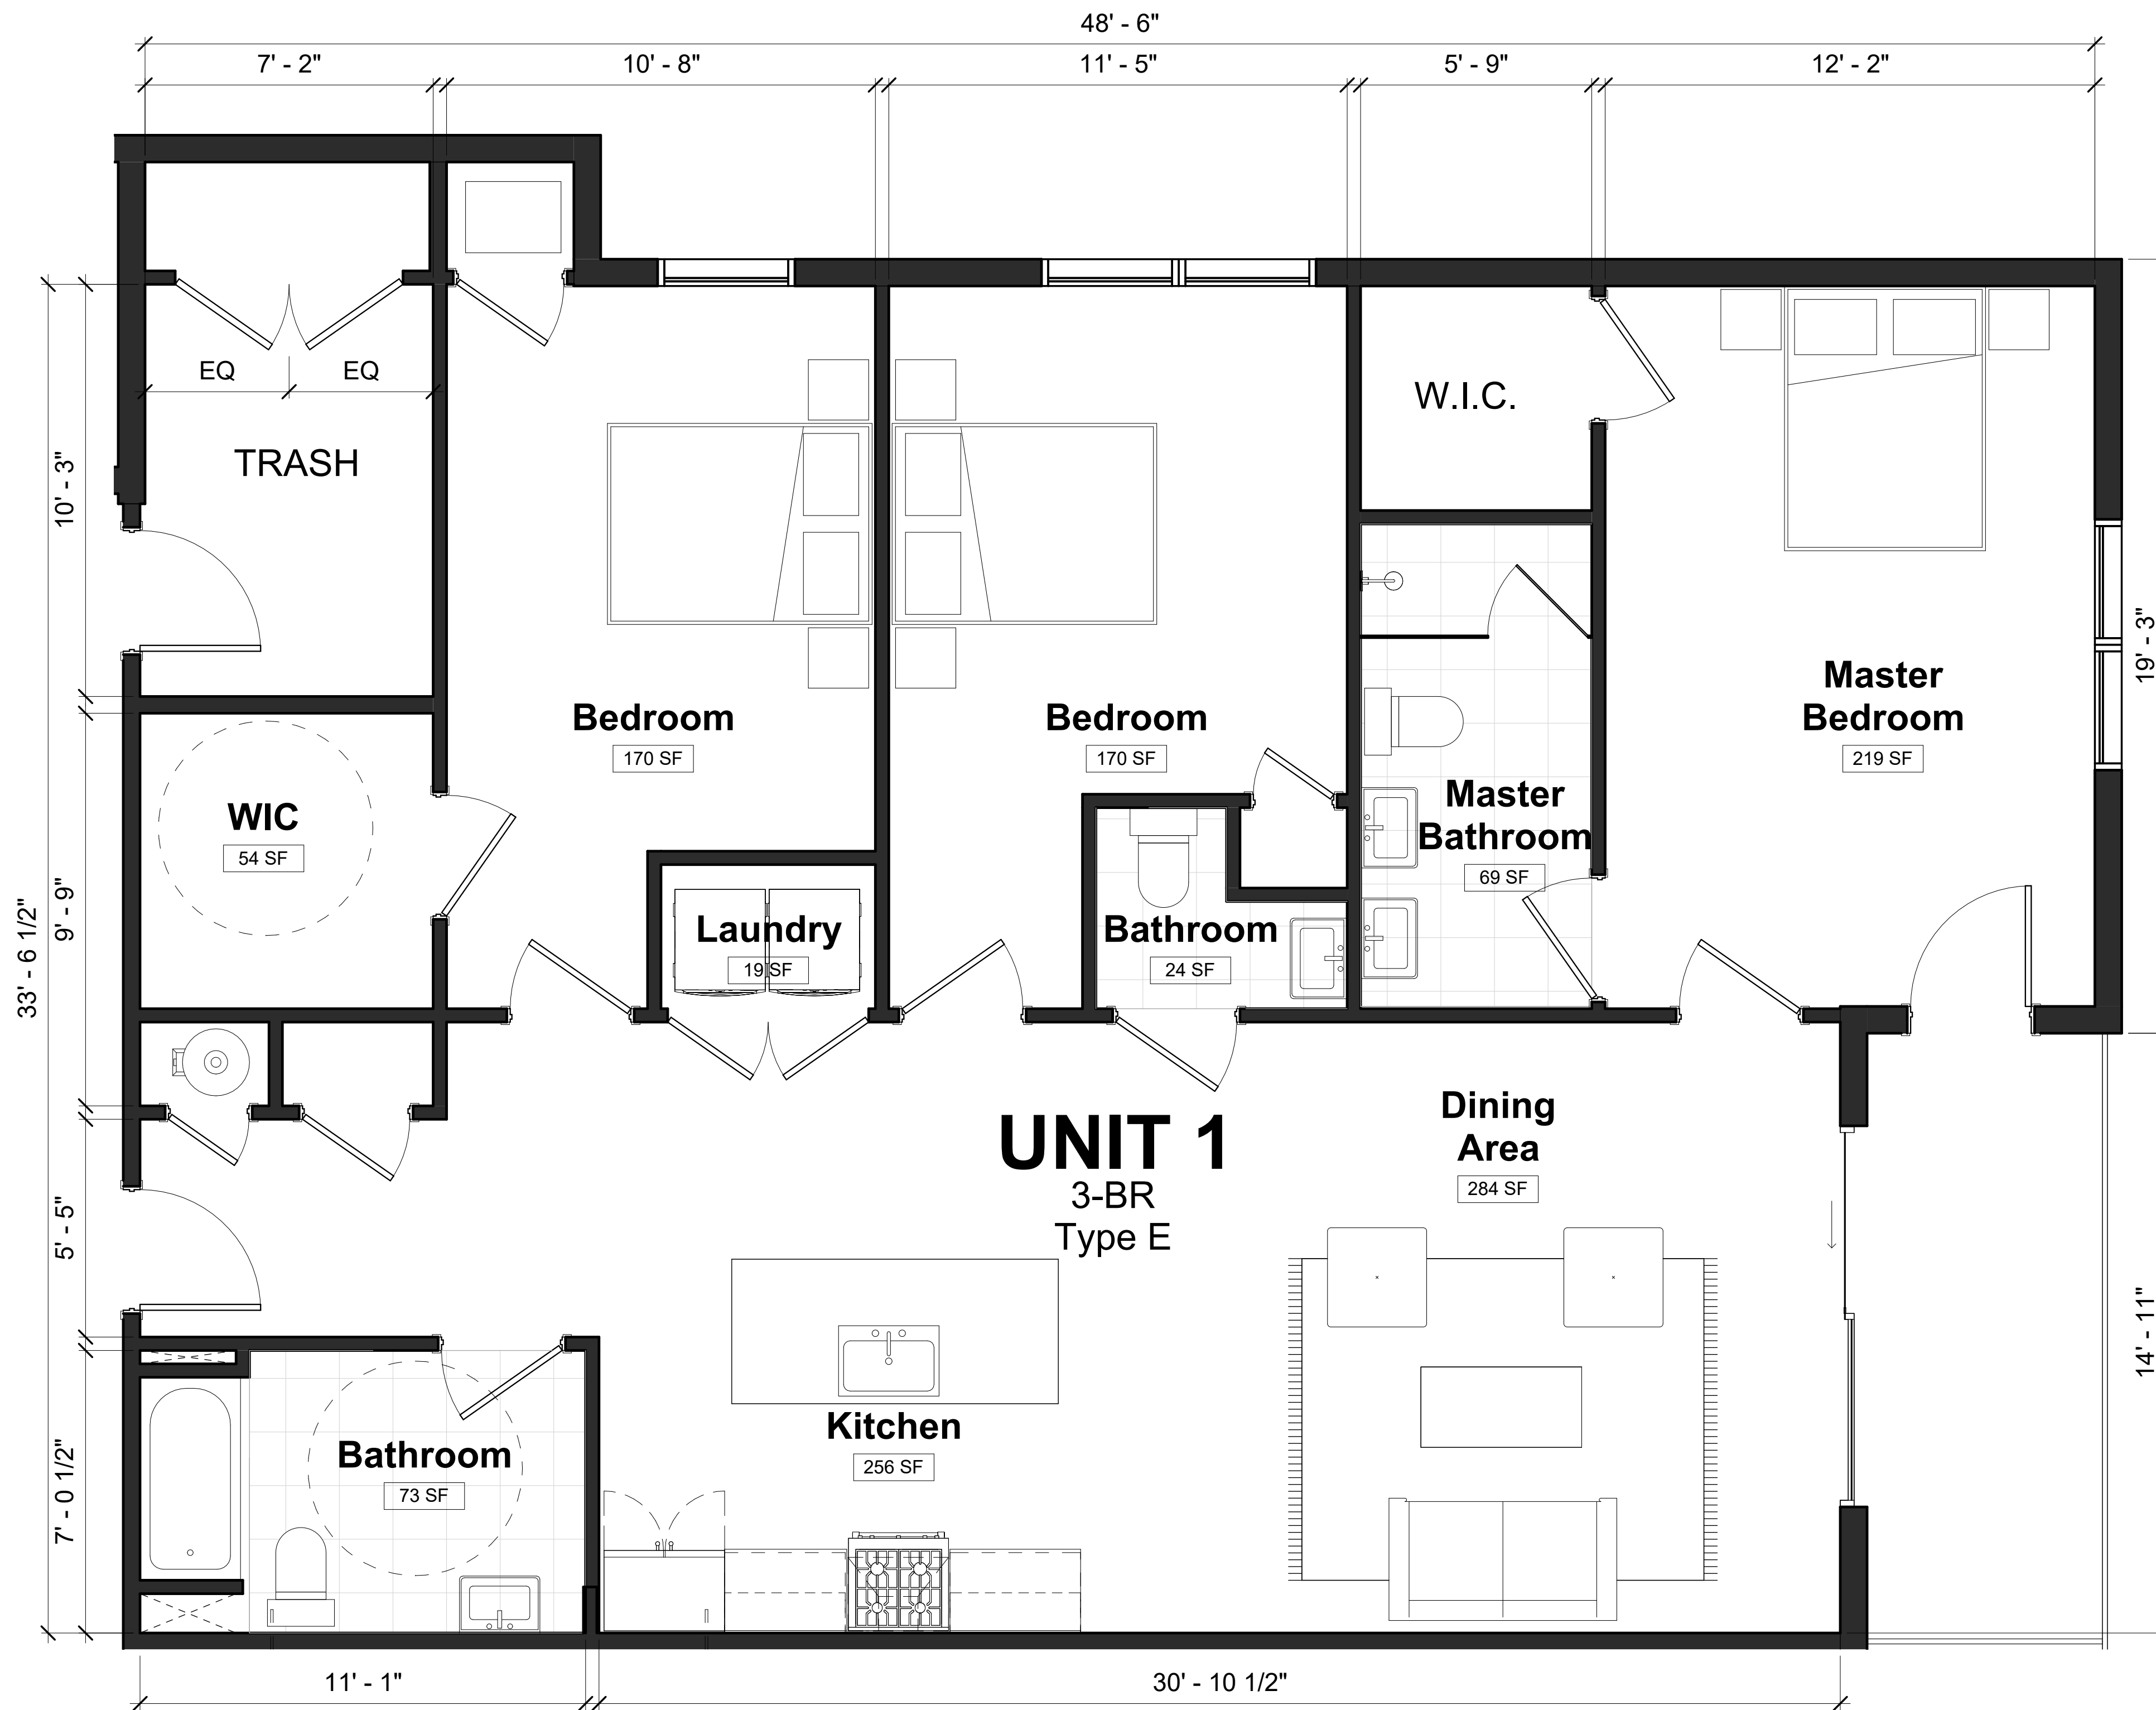 48' - 6"
7' - 2"
10' - 8"
11' - 5"
5' - 9"
12' - 2"
EQ
EQ
TRASH
W.I.C.
10' - 3"
19' - 3"
Master
Bedroom
219 SF
Bedroom
170 SF
Bedroom
170 SF
Master
Bathroom
69 SF
WIC
54 SF
Laundry
19 SF
Bathroom
24 SF
33' - 6 1/2"
9' - 9"
UNIT 1
3-BR
Type E
Dining
Area
284 SF
5' - 5"
14' - 11"
Kitchen
256 SF
Bathroom
73 SF
7' - 0 1/2"
11' - 1"
30' - 10 1/2"